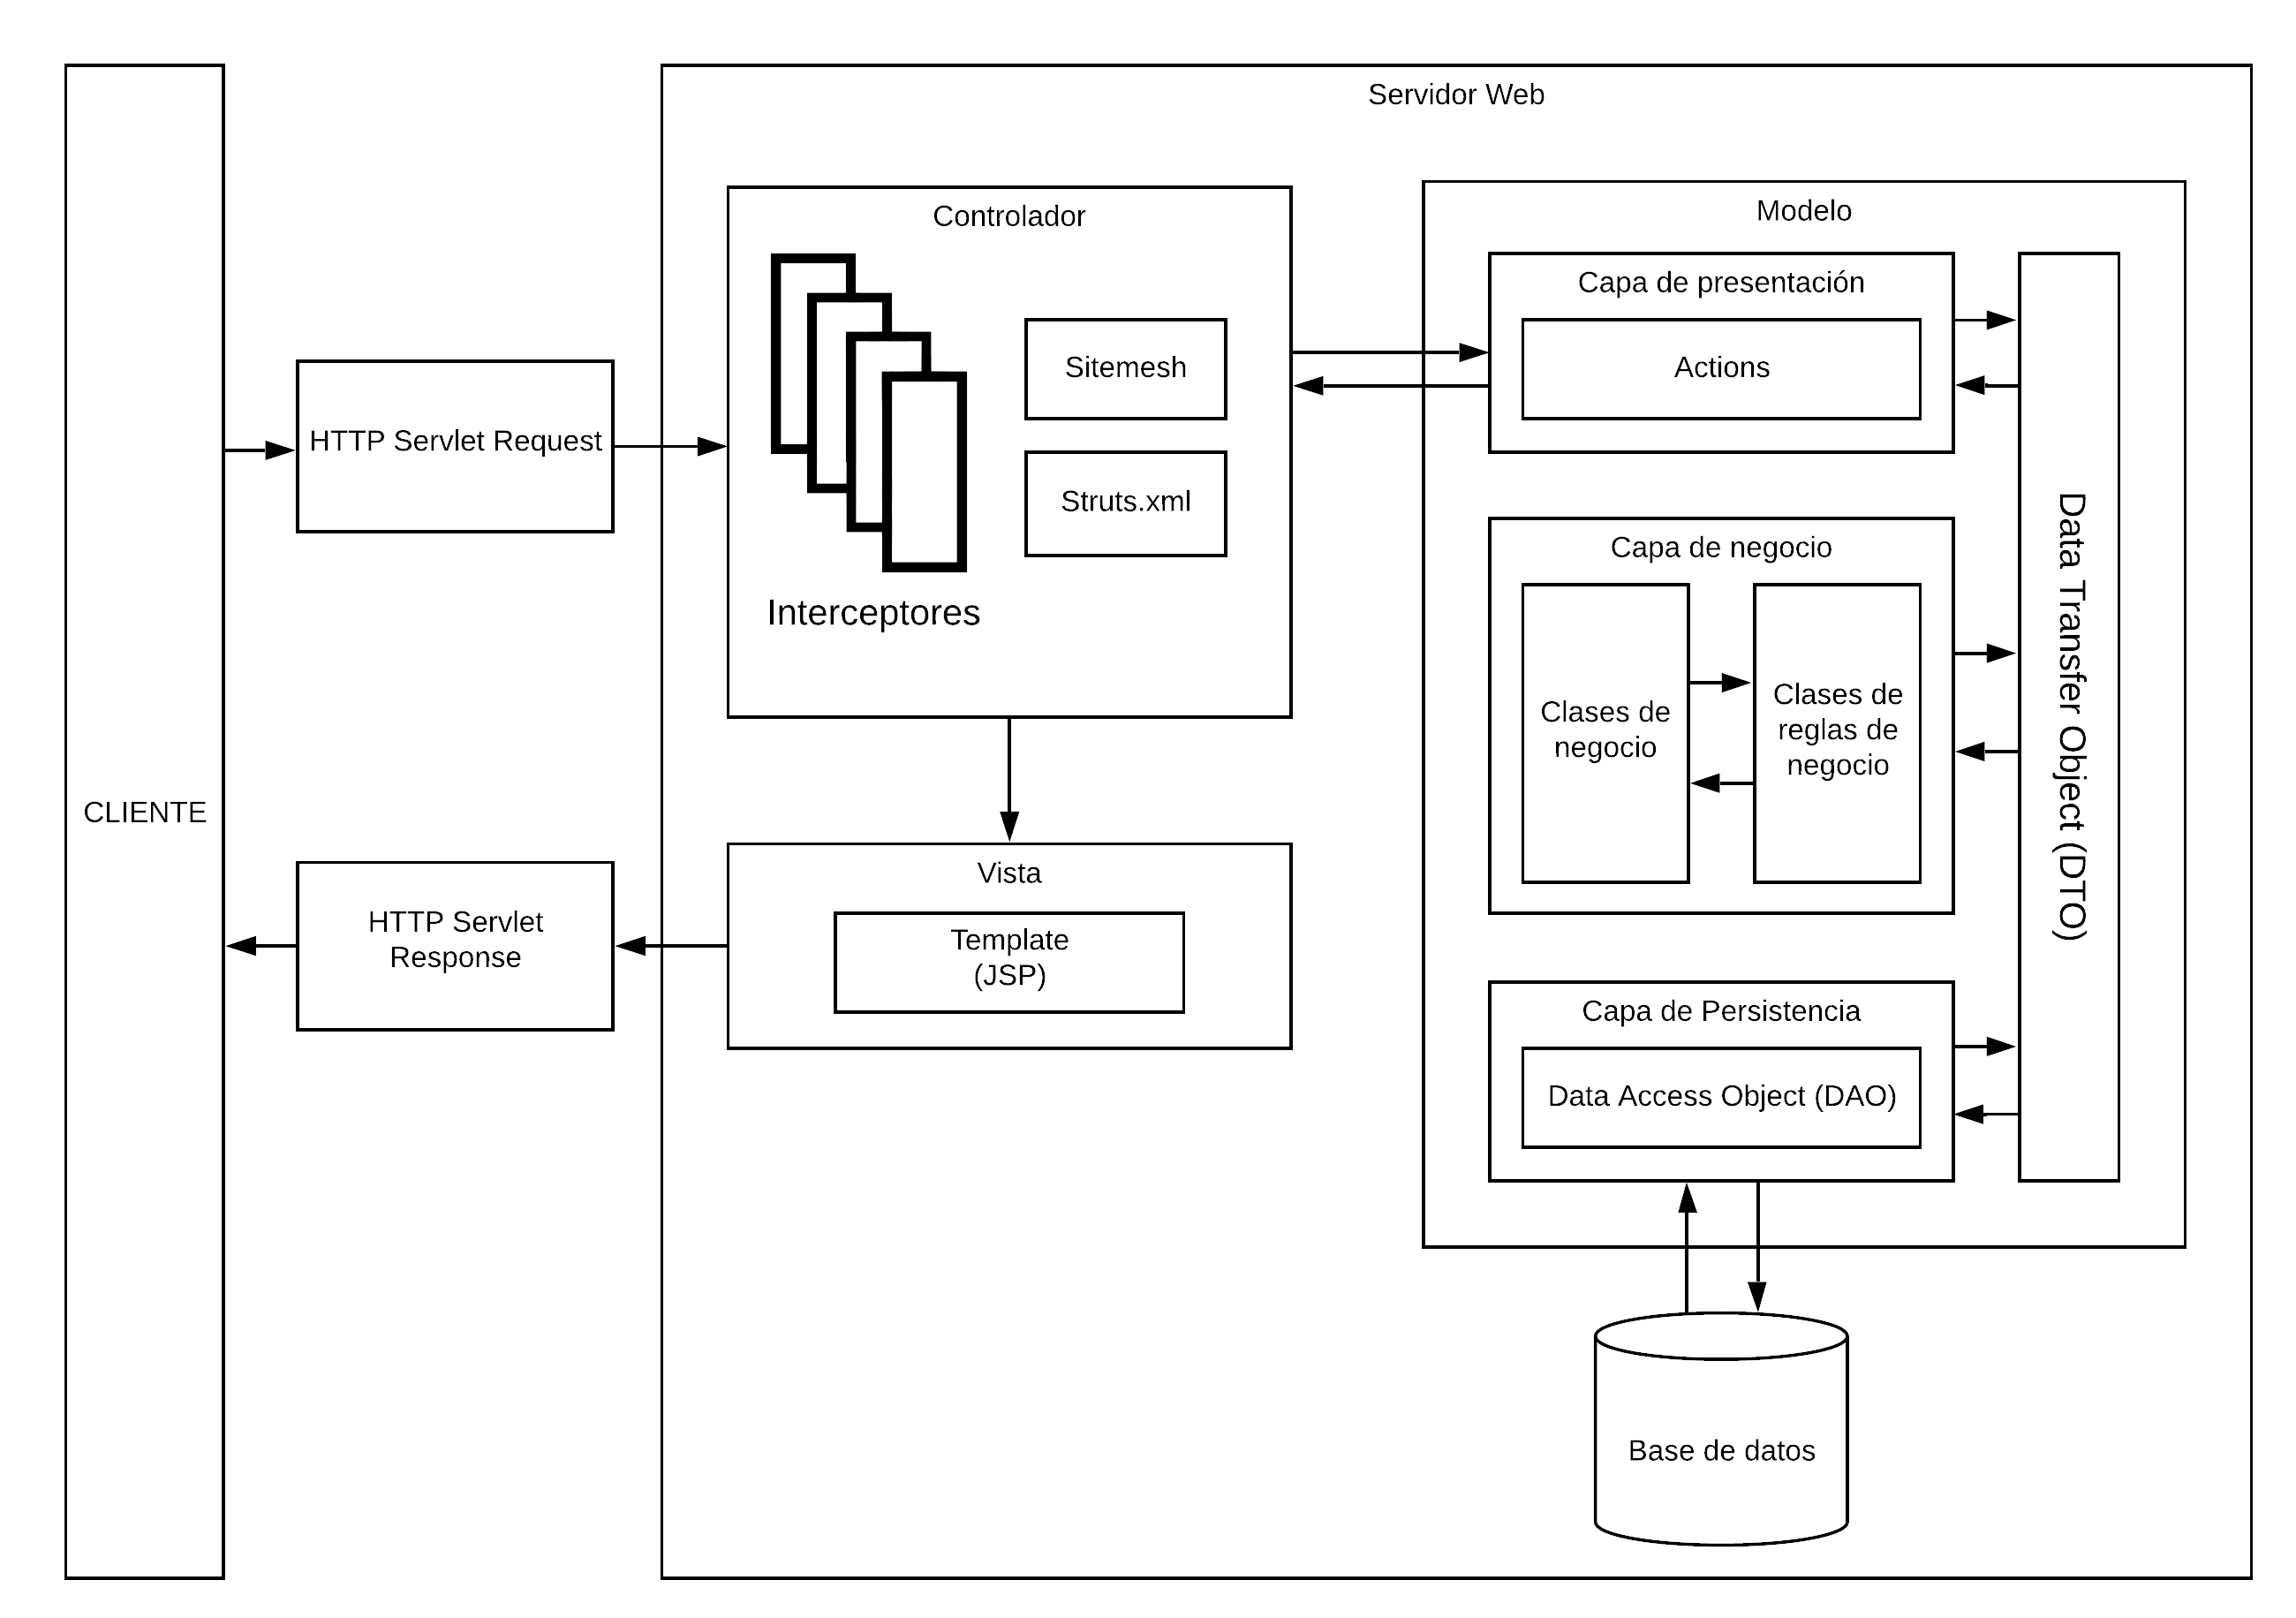 Servidor Web
Controlador
Modelo
Capa de presentación
Sitemesh
Actions
HTTP Servlet Request
Struts.xml
Interceptores
Capa de negocio
Clases de
negocio
Clases de
reglas de
negocio
Data Transfer Object (DTO)
CLIENTE
Vista
Template
(JSP)
HTTP Servlet
Response
Capa de Persistencia
Data Access Object (DAO)
Base de datos